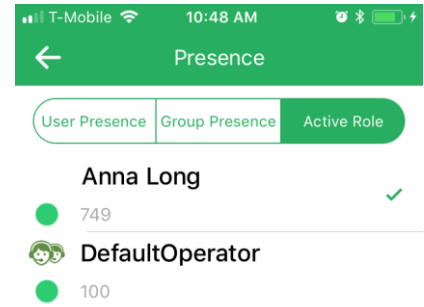 T-Mobile 10:48 AM
Presence
User Presence Group Presence Active Role
Anna Long
749
DefaultOperator
100